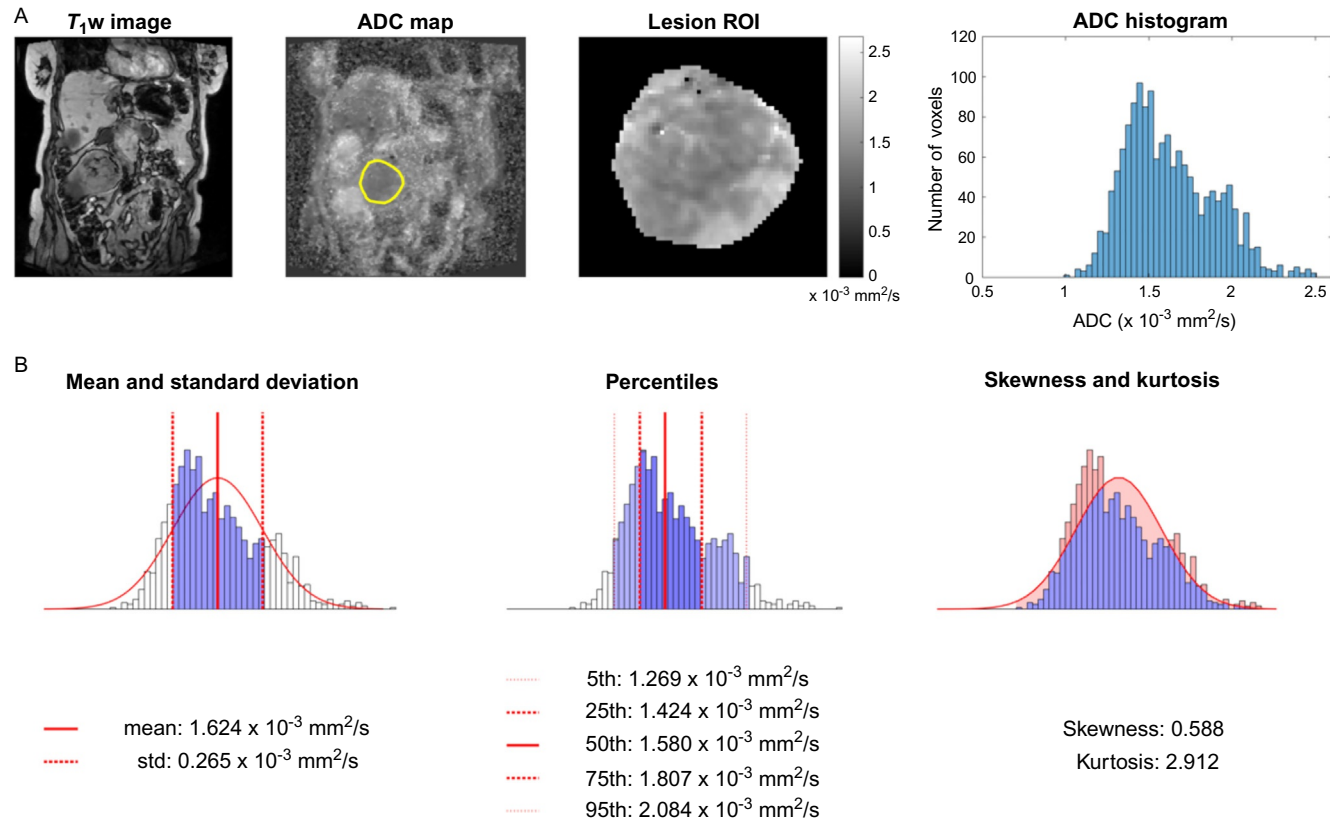 A
T₁w image
ADC map
Lesion ROI
ADC histogram
2.5
2
1.5
1
0.5
0
x 10⁻³ mm²/s
Number of voxels
120
100
80
60
40
20
0
0.5
1
1.5
2
2.5
ADC (x 10⁻³ mm²/s)
B
Mean and standard deviation
Percentiles
Skewness and kurtosis
mean: 1.624 x 10⁻³ mm²/s
std: 0.265 x 10⁻³ mm²/s
5th: 1.269 x 10⁻³ mm²/s
25th: 1.424 x 10⁻³ mm²/s
50th: 1.580 x 10⁻³ mm²/s
75th: 1.807 x 10⁻³ mm²/s
95th: 2.084 x 10⁻³ mm²/s
Skewness: 0.588
Kurtosis: 2.912